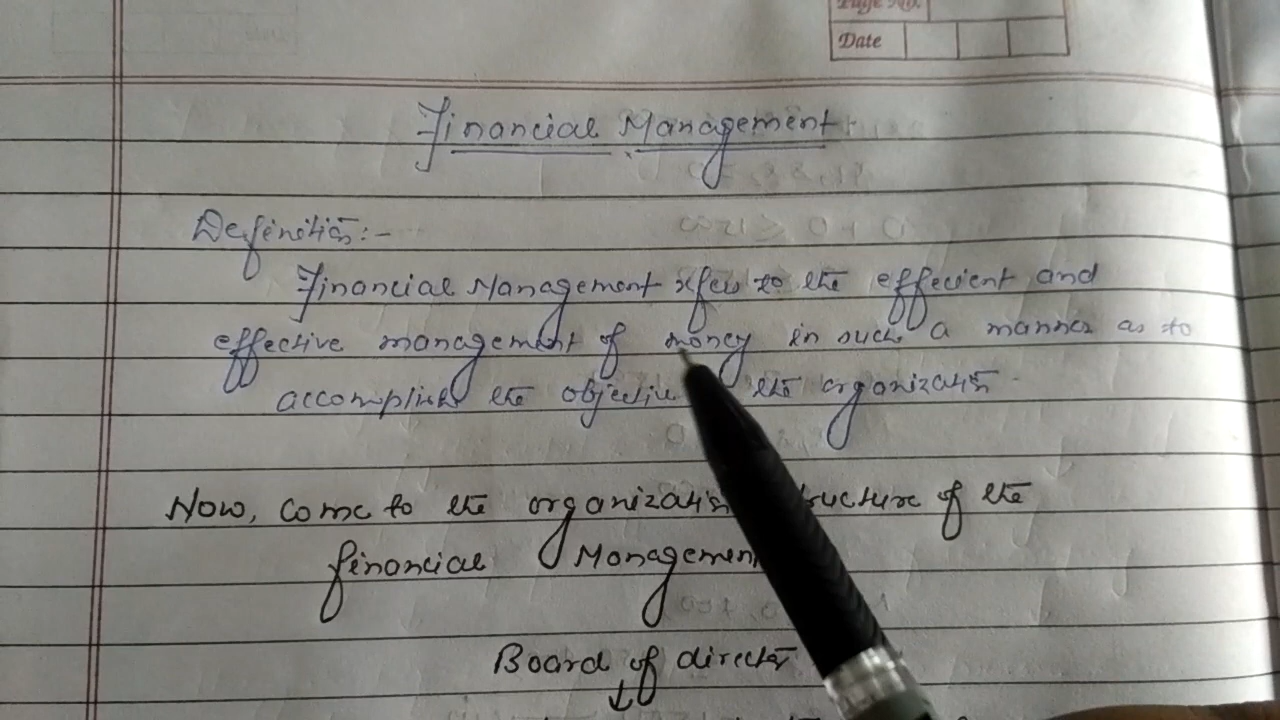 Page No.
Date
Financial Management
Definition:-
Financial Management refers to the effecient and
effective management of money in such a manner as to
accomplish the objective the organization
Now, come to the organization structure of the
financial Management
Board of director
↓